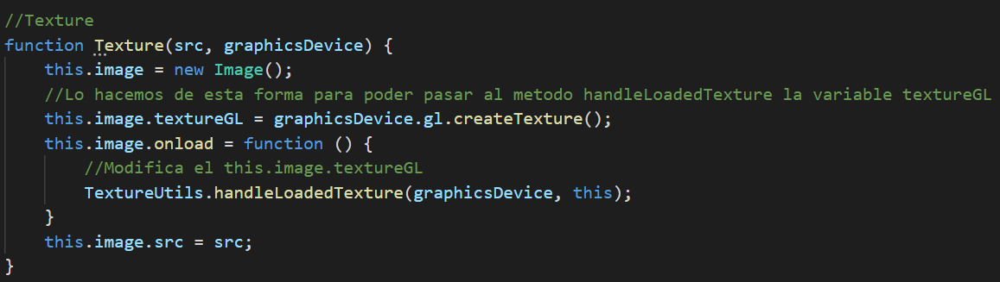 //Texture
function Texture(src, graphicsDevice) {
    this.image = new Image();
    //Lo hacemos de esta forma para poder pasar al metodo handleLoadedTexture la variable textureGL
    this.image.textureGL = graphicsDevice.gl.createTexture();
    this.image.onload = function () {
        //Modifica el this.image.textureGL
        TextureUtils.handleLoadedTexture(graphicsDevice, this);
    }
    this.image.src = src;
}